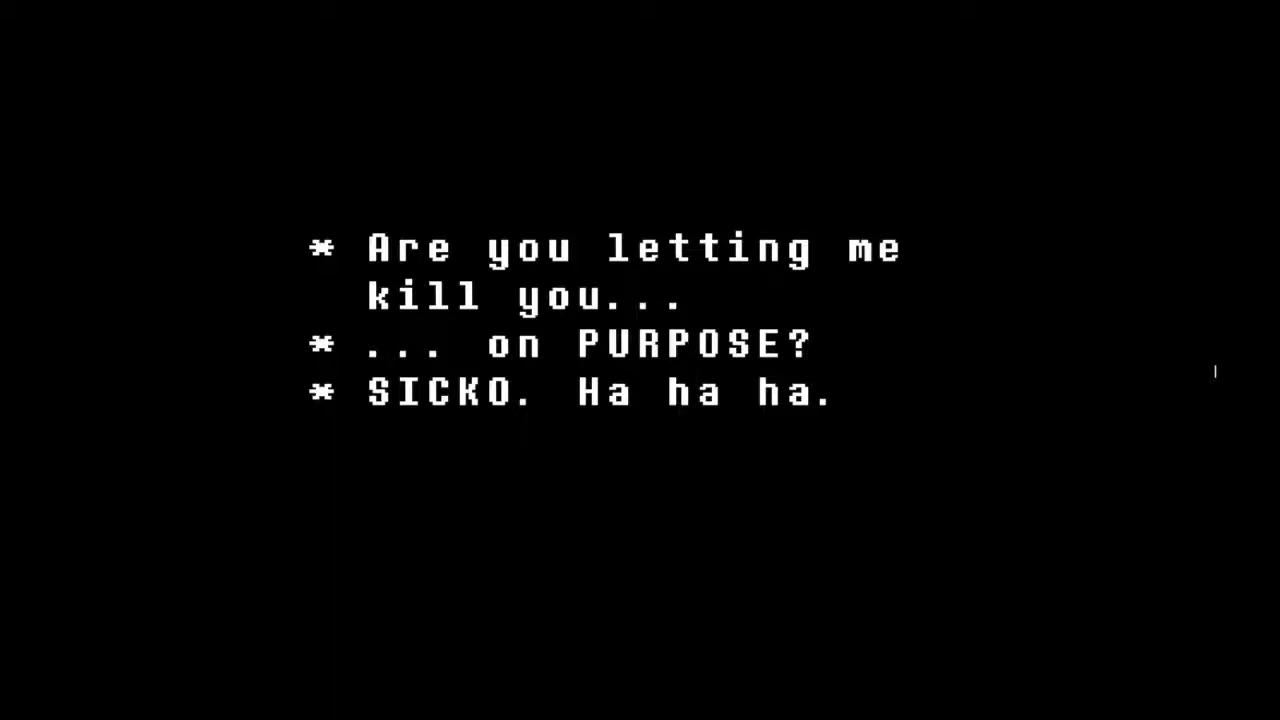 * Are you letting me
kill you...
* ... on PURPOSE?
* SICKO. Ha ha ha.